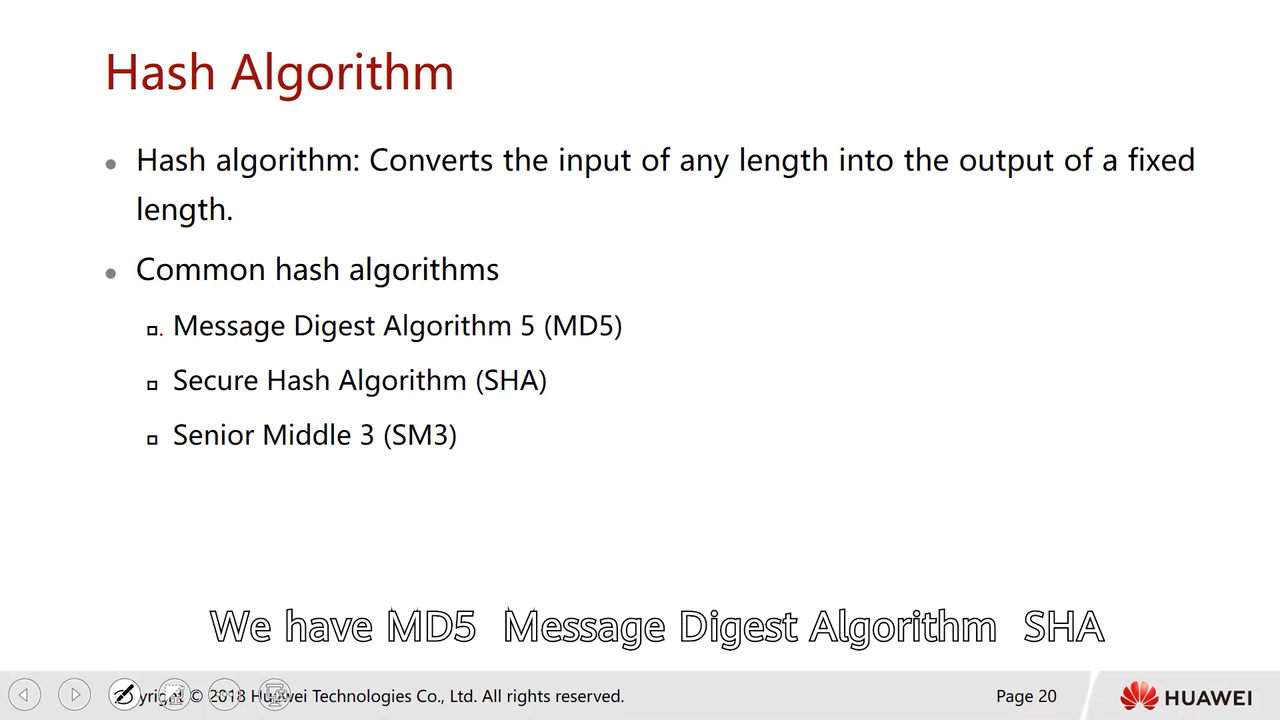 Hash Algorithm
Hash algorithm: Converts the input of any length into the output of a fixed
length.
Common hash algorithms
Message Digest Algorithm 5 (MD5)
Secure Hash Algorithm (SHA)
Senior Middle 3 (SM3)
We have MD5 Message Digest Algorithm SHA
© 2018 Huawei Technologies Co., Ltd. All rights reserved.
Page 20
HUAWEI